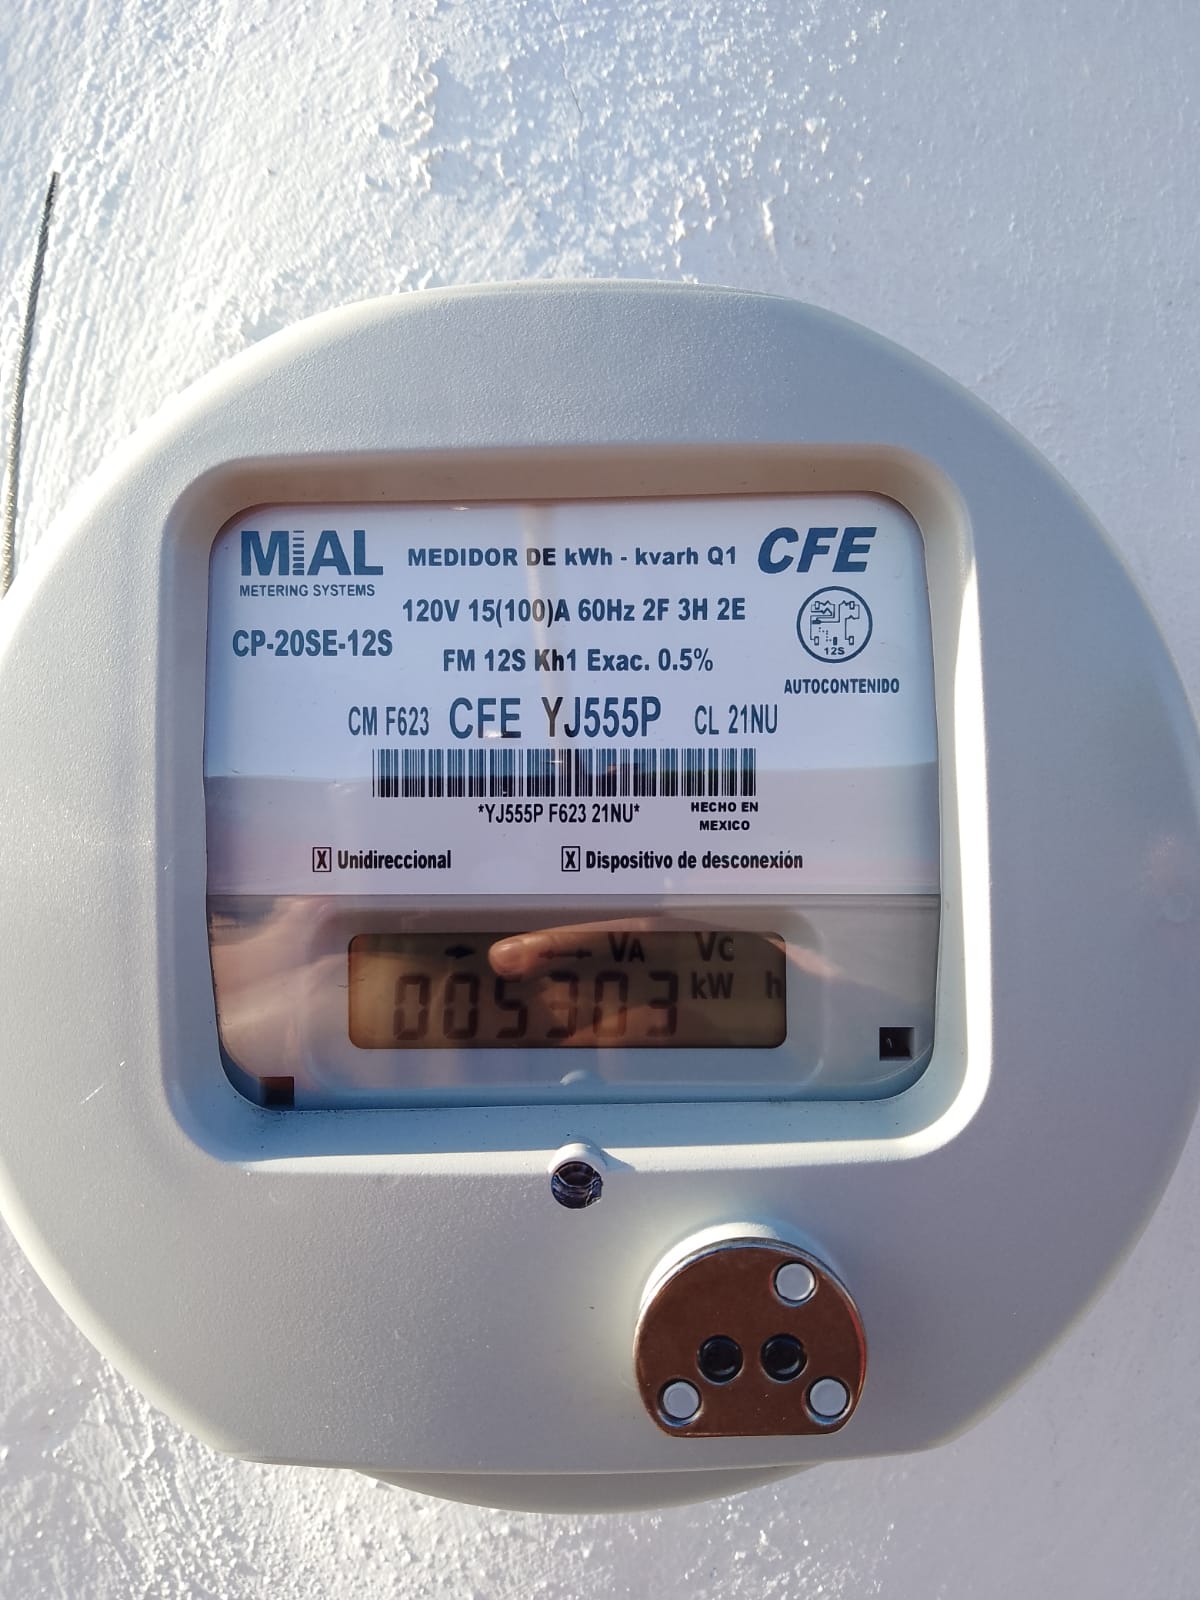 MIAL
METERING SYSTEMS
MEDIDOR DE kWh - kvarh Q1
CFE
120V 15(100)A 60Hz 2F 3H 2E
CP-20SE-12S
FM 12S Kh1 Exac. 0.5%
12S
AUTOCONTENIDO
CM F623 CFE YJ555P CL 21NU
*YJ555P F623 21NU*
HECHO EN
MEXICO
X Unidireccional X Dispositivo de desconexión
VA VC
005303 kW h